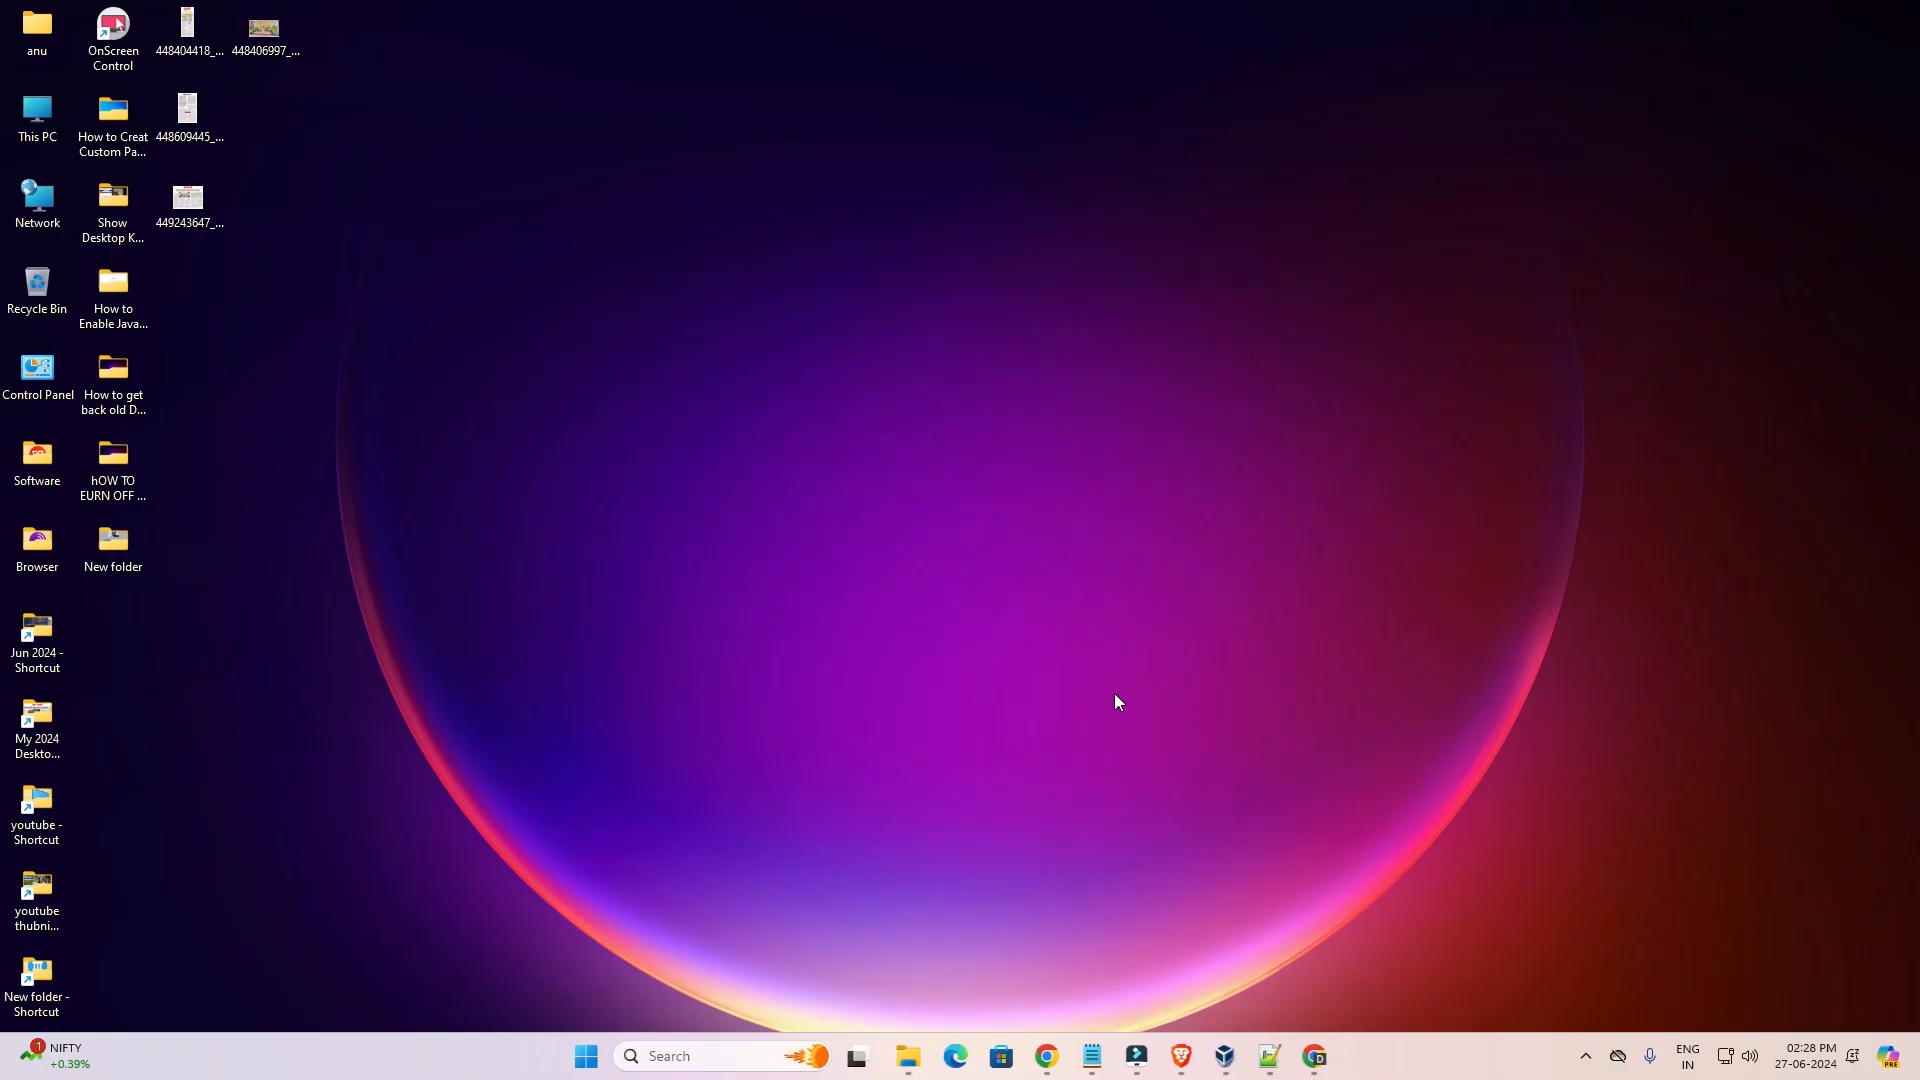 anu
This PC
Network
Recycle Bin
Control Panel
Software
Browser
Jun 2024 -
Shortcut
My 2024
Deskto...
youtube -
Shortcut
youtube
thubni...
New folder -
Shortcut
OnScreen
Control
How to Creat
Custom Pa...
Show
Desktop K...
How to
Enable Java...
How to get
back old D...
hOW TO
EURN OFF ...
New folder
448404418_...
448609445_...
449243647_...
448406997_...
1
NIFTY
+0.39%
Search
D
ENG
IN
02:28 PM
27-06-2024
PRE